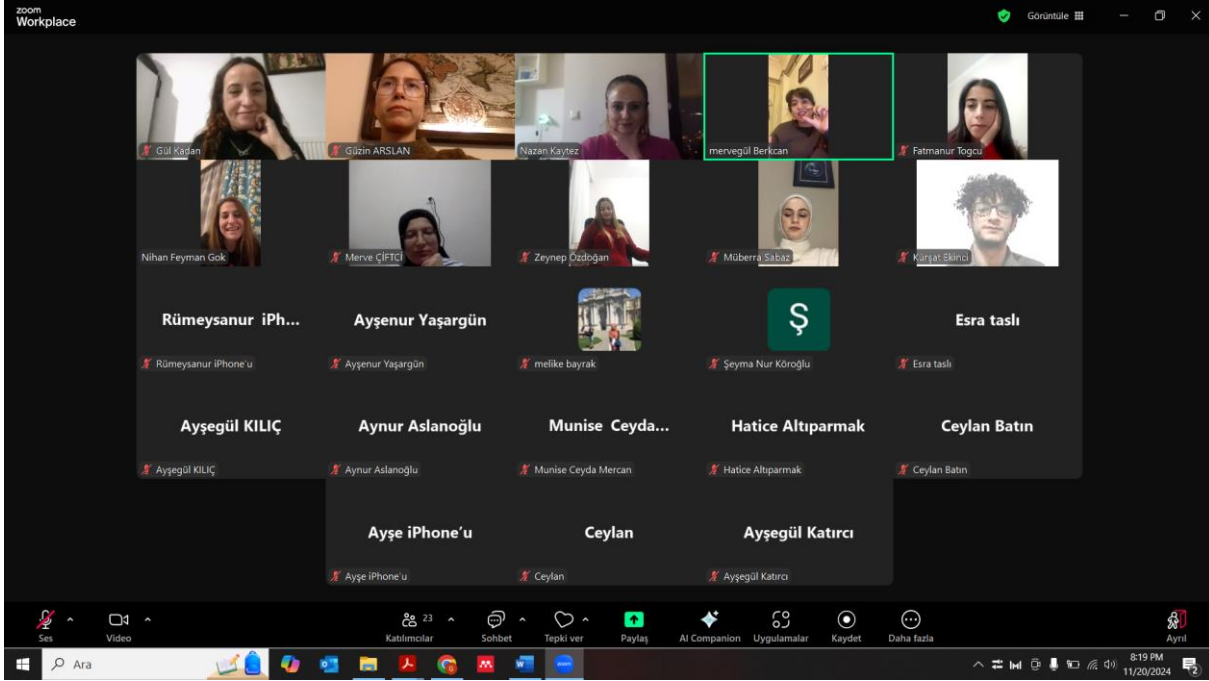 zoom
Workplace
Görüntüle
Gül Kadan
Güzin ARSLAN
Nazan Kaytez
mervegül Berkcan
Fatmanur Togcu
Nihan Feyman Gok
Merve ÇİFTCİ
Zeynep Özdoğan
Müberra Sabaz
Kürşat Ekinci
Rümeysanur iPh...
Ayşenur Yaşargün
Ş
Esra taslı
Rümeysanur iPhone'u
Ayşenur Yaşargün
melike bayrak
Şeyma Nur Köroğlu
Esra taslı
Ayşegül KILIÇ
Aynur Aslanoğlu
Munise Ceyda...
Hatice Altıparmak
Ceylan Batın
Ayşegül KILIÇ
Aynur Aslanoğlu
Munise Ceyda Mercan
Hatice Altıparmak
Ceylan Batın
Ayşe iPhone'u
Ceylan
Ayşegül Katırcı
Ayşe iPhone'u
Ceylan
Ayşegül Katırcı
Ses
Video
Katılımcılar 23
Sohbet
Tepki ver
Paylaş
AI Companion
Uygulamalar
Kaydet
Daha fazla
Ayrıl
Ara
8:19 PM
11/20/2024